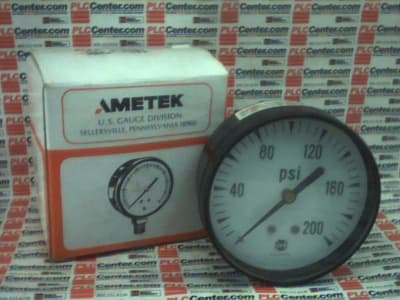 PLCCenter.com
AMETEK
U.S. GAUGE DIVISION
SELLERSVILLE, PENNSYLVANIA 18960
psi
40
80
120
160
200